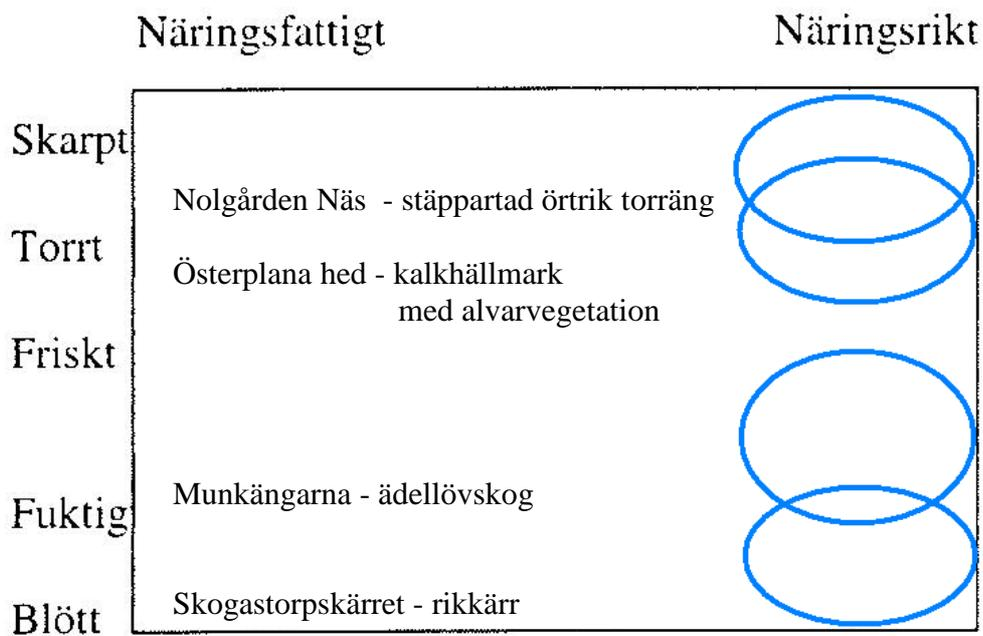 Näringsfattigt Näringsrikt
Skarpt
Nolgården Näs - stäppartad örtrik torräng
Torrt
Österplana hed - kalkhällmark
med alvarvegetation
Friskt
Munkängarna - ädellövskog
Fuktig
Skogastorpskärret - rikkärr
Blött